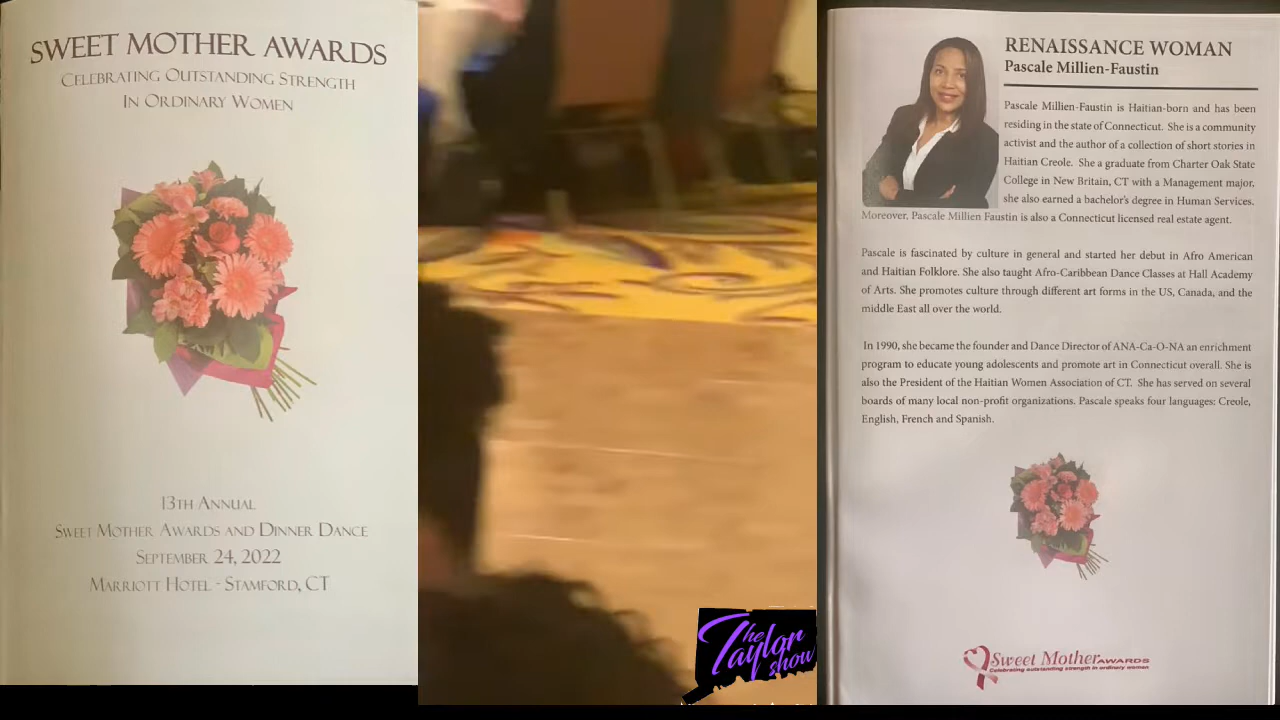 SWEET MOTHER AWARDS
CELEBRATING OUTSTANDING STRENGTH
IN ORDINARY WOMEN
13TH ANNUAL
SWEET MOTHER AWARDS AND DINNER DANCE
SEPTEMBER 24, 2022
MARRIOTT HOTEL - STAMFORD, CT
The
Taylor
show
RENAISSANCE WOMAN
Pascale Millien-Faustin
Pascale Millien-Faustin is Haitian-born and has been
residing in the state of Connecticut. She is a community
activist and the author of a collection of short stories in
Haitian Creole. She a graduate from Charter Oak State
College in New Britain, CT with a Management major,
she also earned a bachelor's degree in Human Services.
Moreover, Pascale Millien Faustin is also a Connecticut licensed real estate agent.
Pascale is fascinated by culture in general and started her debut in Afro American
and Haitian Folklore. She also taught Afro-Caribbean Dance Classes at Hall Academy
of Arts. She promotes culture through different art forms in the US, Canada, and the
middle East all over the world.
In 1990, she became the founder and Dance Director of ANA-Ca-O-NA an enrichment
program to educate young adolescents and promote art in Connecticut overall. She is
also the President of the Haitian Women Association of CT. She has served on several
boards of many local non-profit organizations. Pascale speaks four languages: Creole,
English, French and Spanish.
Sweet Mother AWARDS
Celebrating outstanding strength in ordinary women